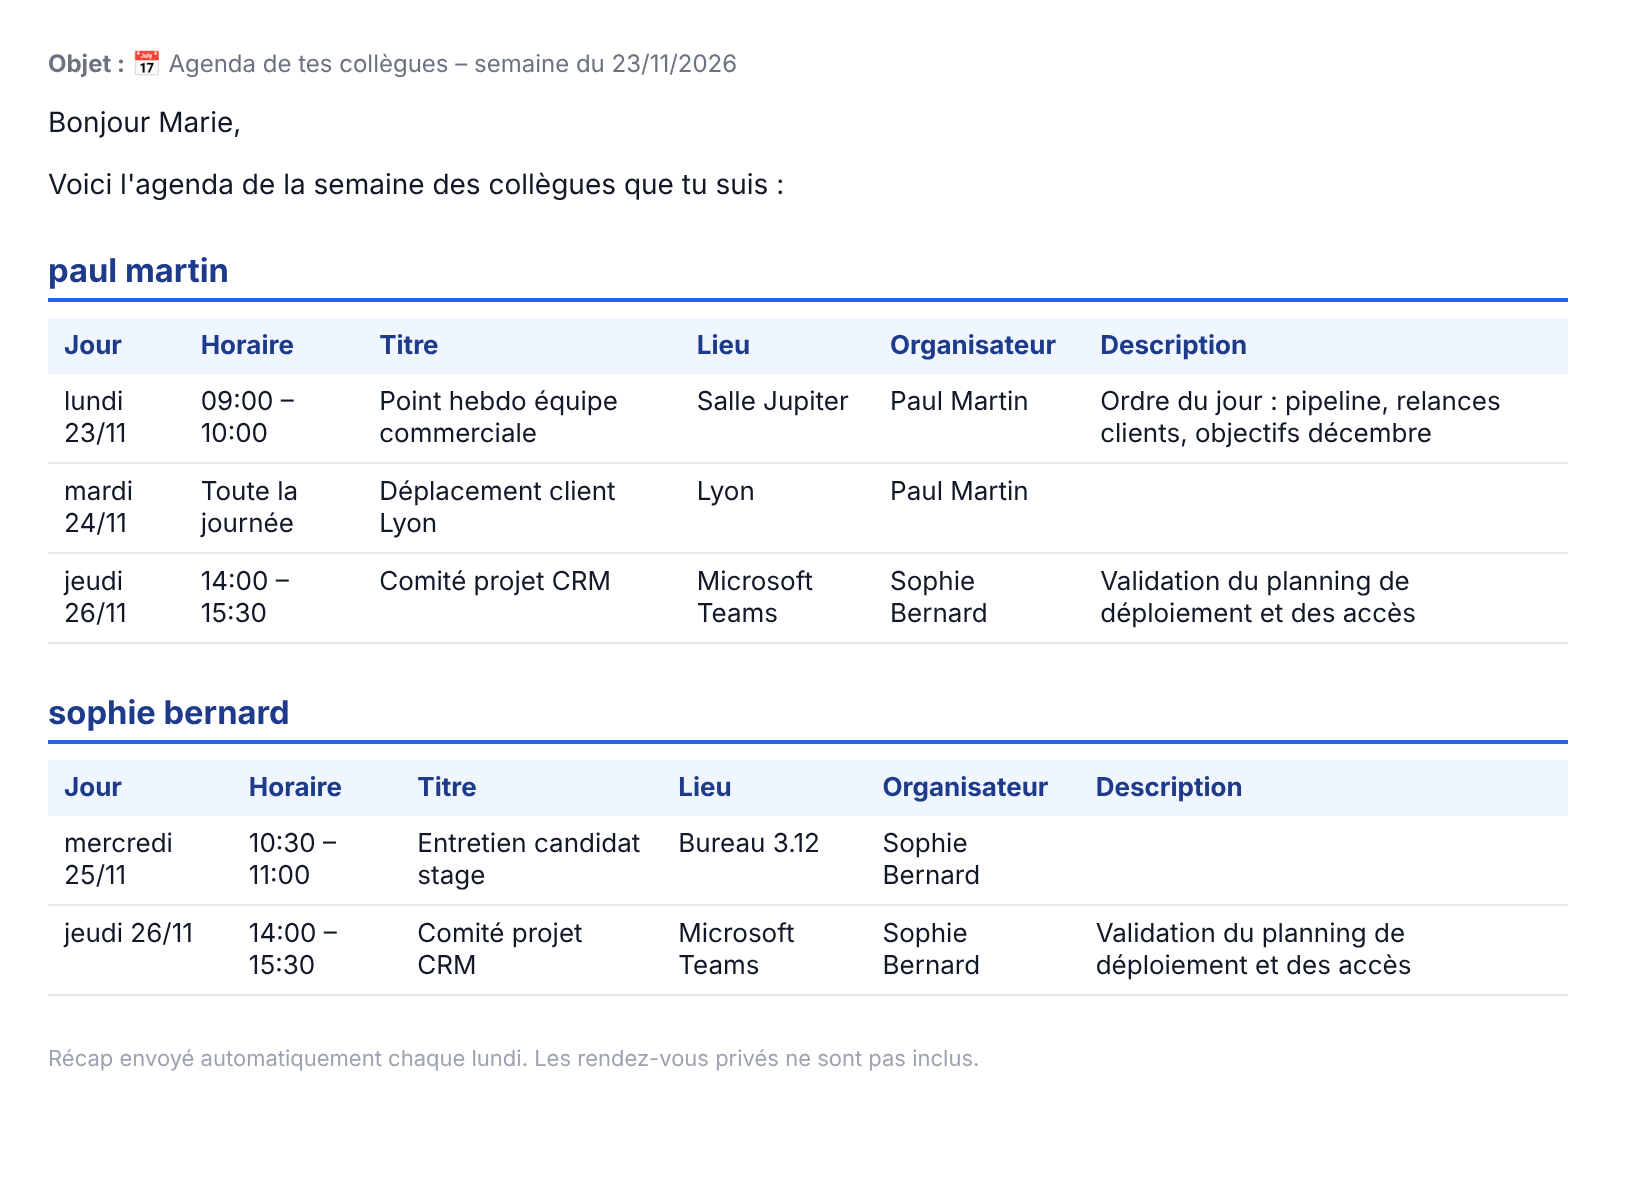 Objet : 📅 Agenda de tes collègues – semaine du 23/11/2026
Bonjour Marie,
Voici l'agenda de la semaine des collègues que tu suis :
paul martin
Jour Horaire Titre Lieu Organisateur Description
lundi 09:00 – Point hebdo équipe Salle Jupiter Paul Martin Ordre du jour : pipeline, relances
23/11 10:00 commerciale clients, objectifs décembre
mardi Toute la Déplacement client Lyon Paul Martin
24/11 journée Lyon
jeudi 14:00 – Comité projet CRM Microsoft Sophie Validation du planning de
26/11 15:30 Teams Bernard déploiement et des accès
sophie bernard
Jour Horaire Titre Lieu Organisateur Description
mercredi 10:30 – Entretien candidat Bureau 3.12 Sophie
25/11 11:00 stage Bernard
jeudi 26/11 14:00 – Comité projet Microsoft Sophie Validation du planning de
15:30 CRM Teams Bernard déploiement et des accès
Récap envoyé automatiquement chaque lundi. Les rendez-vous privés ne sont pas inclus.